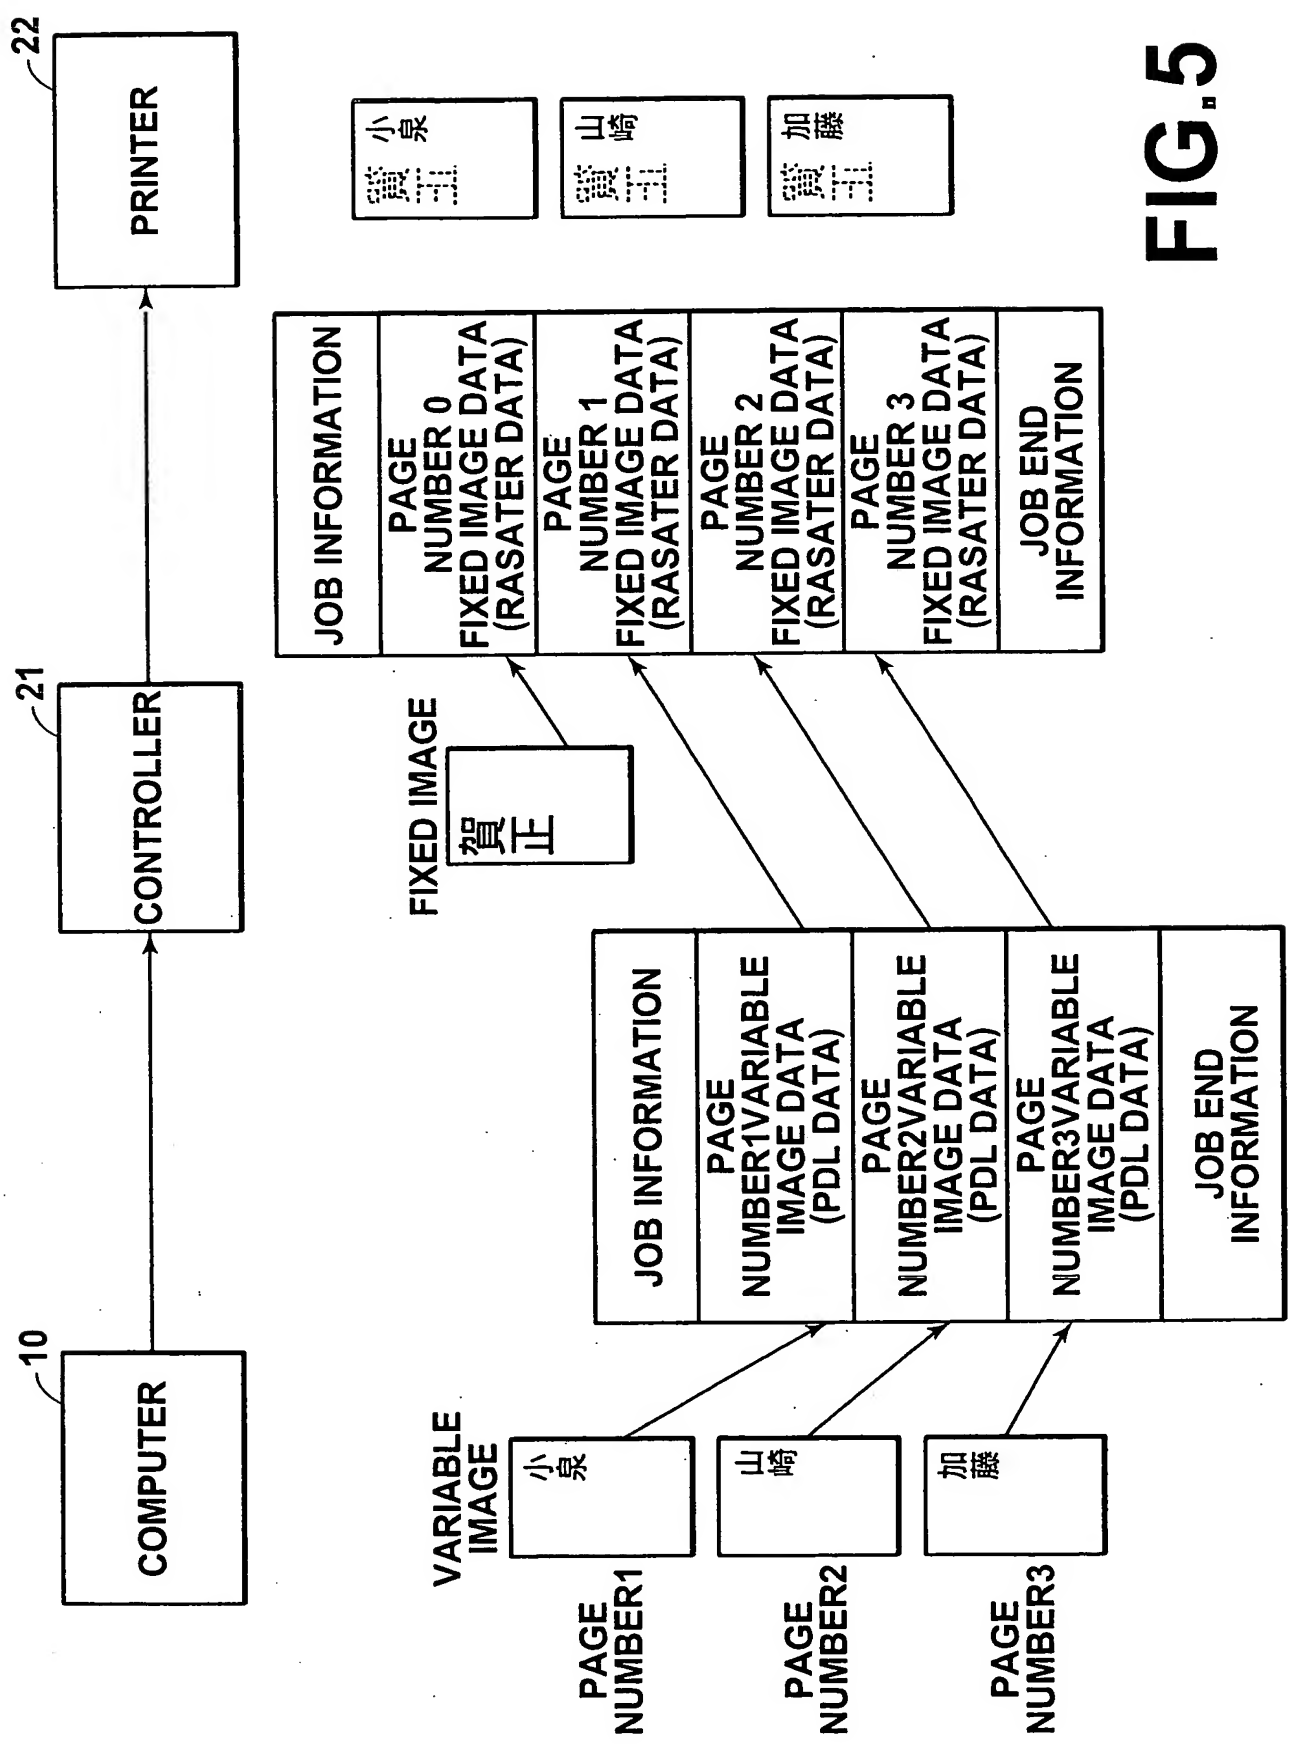 10
COMPUTER
21
CONTROLLER
22
PRINTER
VARIABLE
IMAGE
PAGE
NUMBER1
小
泉
PAGE
NUMBER2
山
崎
PAGE
NUMBER3
加
藤
JOB INFORMATION
PAGE
NUMBER1VARIABLE
IMAGE DATA
(PDL DATA)
PAGE
NUMBER2VARIABLE
IMAGE DATA
(PDL DATA)
PAGE
NUMBER3VARIABLE
IMAGE DATA
(PDL DATA)
JOB END
INFORMATION
FIXED IMAGE
賀
正
JOB INFORMATION
PAGE
NUMBER 0
FIXED IMAGE DATA
(RASATER DATA)
PAGE
NUMBER 1
FIXED IMAGE DATA
(RASATER DATA)
PAGE
NUMBER 2
FIXED IMAGE DATA
(RASATER DATA)
PAGE
NUMBER 3
FIXED IMAGE DATA
(RASATER DATA)
JOB END
INFORMATION
賀
正
小
泉
賀
正
山
崎
賀
正
加
藤
FIG.5